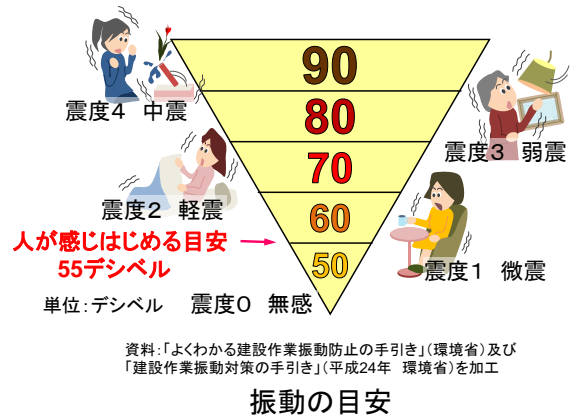 90
震度4 中震
80
震度3 弱震
70
震度2 軽震
60
人が感じはじめる目安
55デシベル
50
震度1 微震
単位:デシベル 震度0 無感
資料:「よくわかる建設作業振動防止の手引き」(環境省)及び
「建設作業振動対策の手引き」(平成24年 環境省)を加工
振動の目安